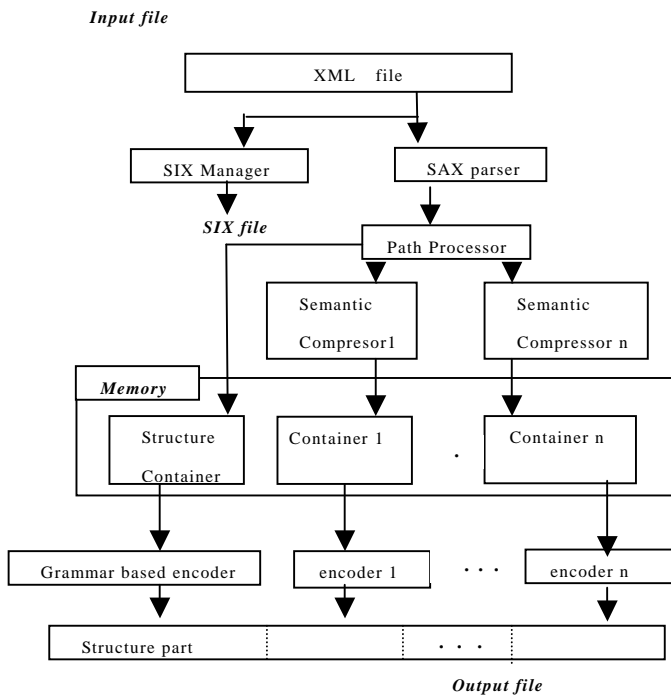 Input file
XML file
SIX Manager
SAX parser
SIX file
Path Processor
Semantic
Compresor1
Semantic
Compressor n
Memory
Structure
Container
Container 1
.
Container n
Grammar based encoder
encoder 1
. . .
encoder n
Structure part
. . .
Output file